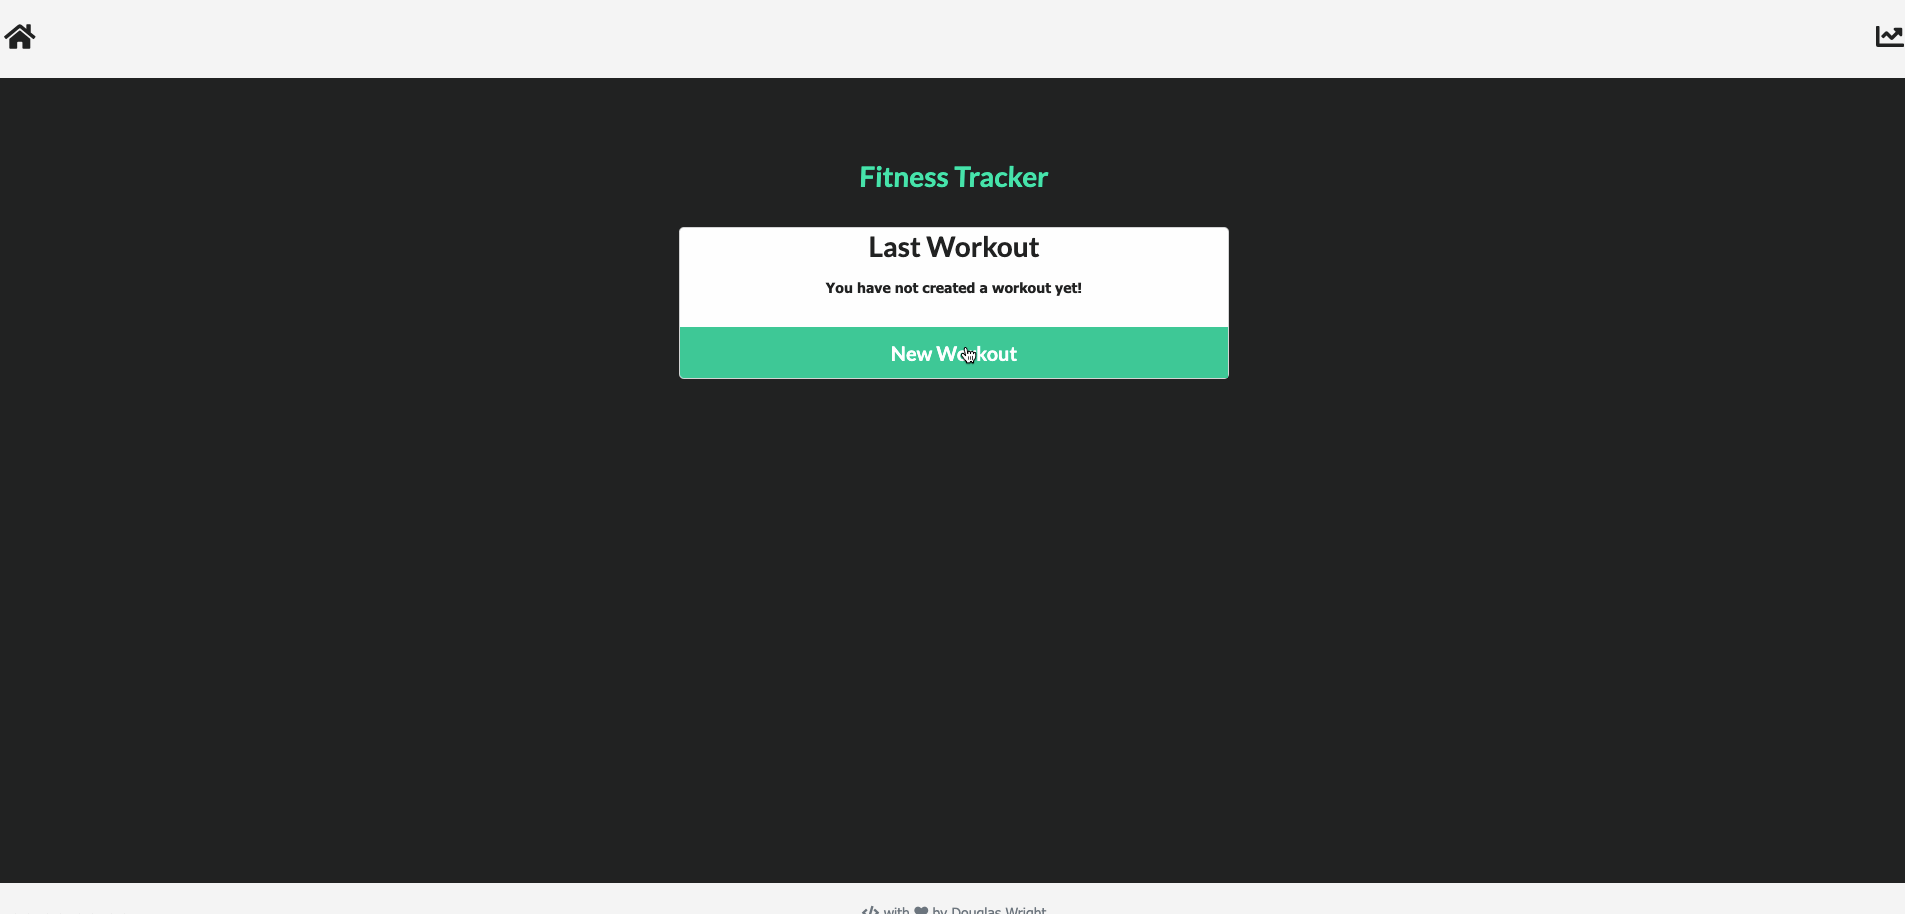 Fitness Tracker
Last Workout
You have not created a workout yet!
New Workout
</> with ♥ by Douglas Wright